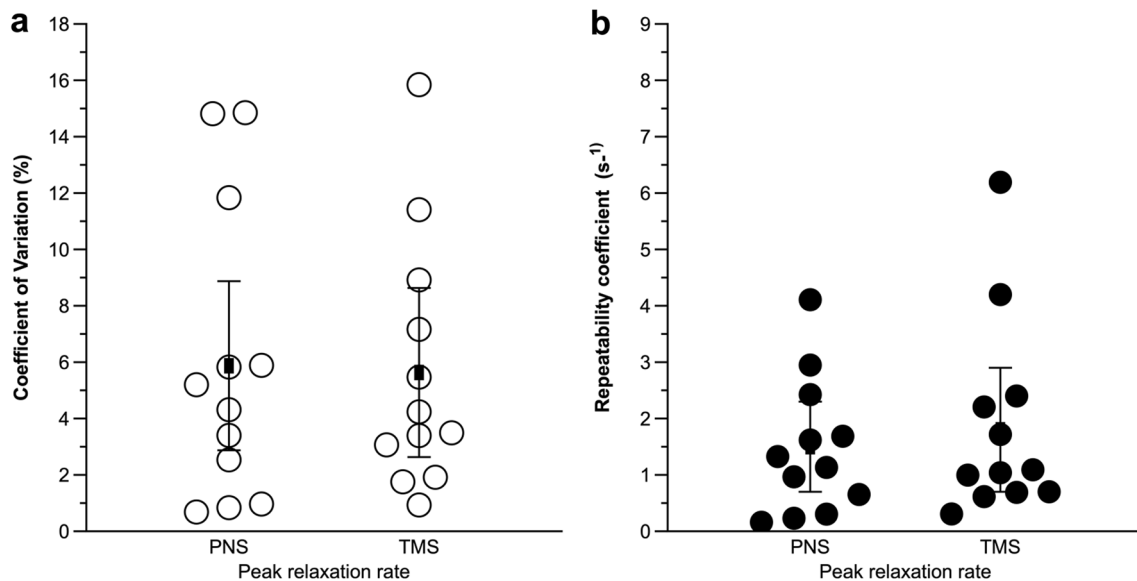 a
18
16
14
12
10
8
6
4
2
0
Coefficient of Variation (%)
PNS
TMS
Peak relaxation rate
b
9
8
7
6
5
4
3
2
1
0
Repeatability coefficient (s-¹⁾
PNS
TMS
Peak relaxation rate